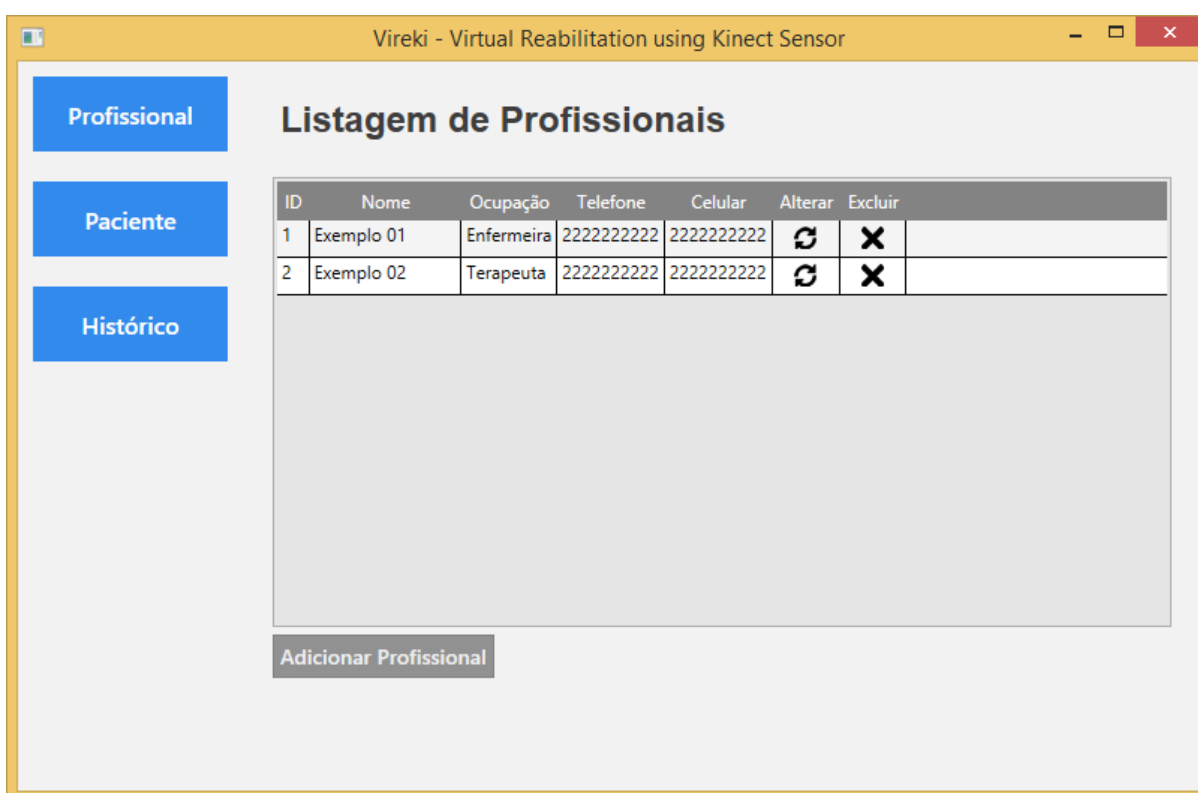 Vireki - Virtual Reabilitation using Kinect Sensor
Profissional
Paciente
Histórico
Listagem de Profissionais
ID Nome Ocupação Telefone Celular Alterar Excluir
1 Exemplo 01 Enfermeira 2222222222 2222222222
2 Exemplo 02 Terapeuta 2222222222 2222222222
Adicionar Profissional